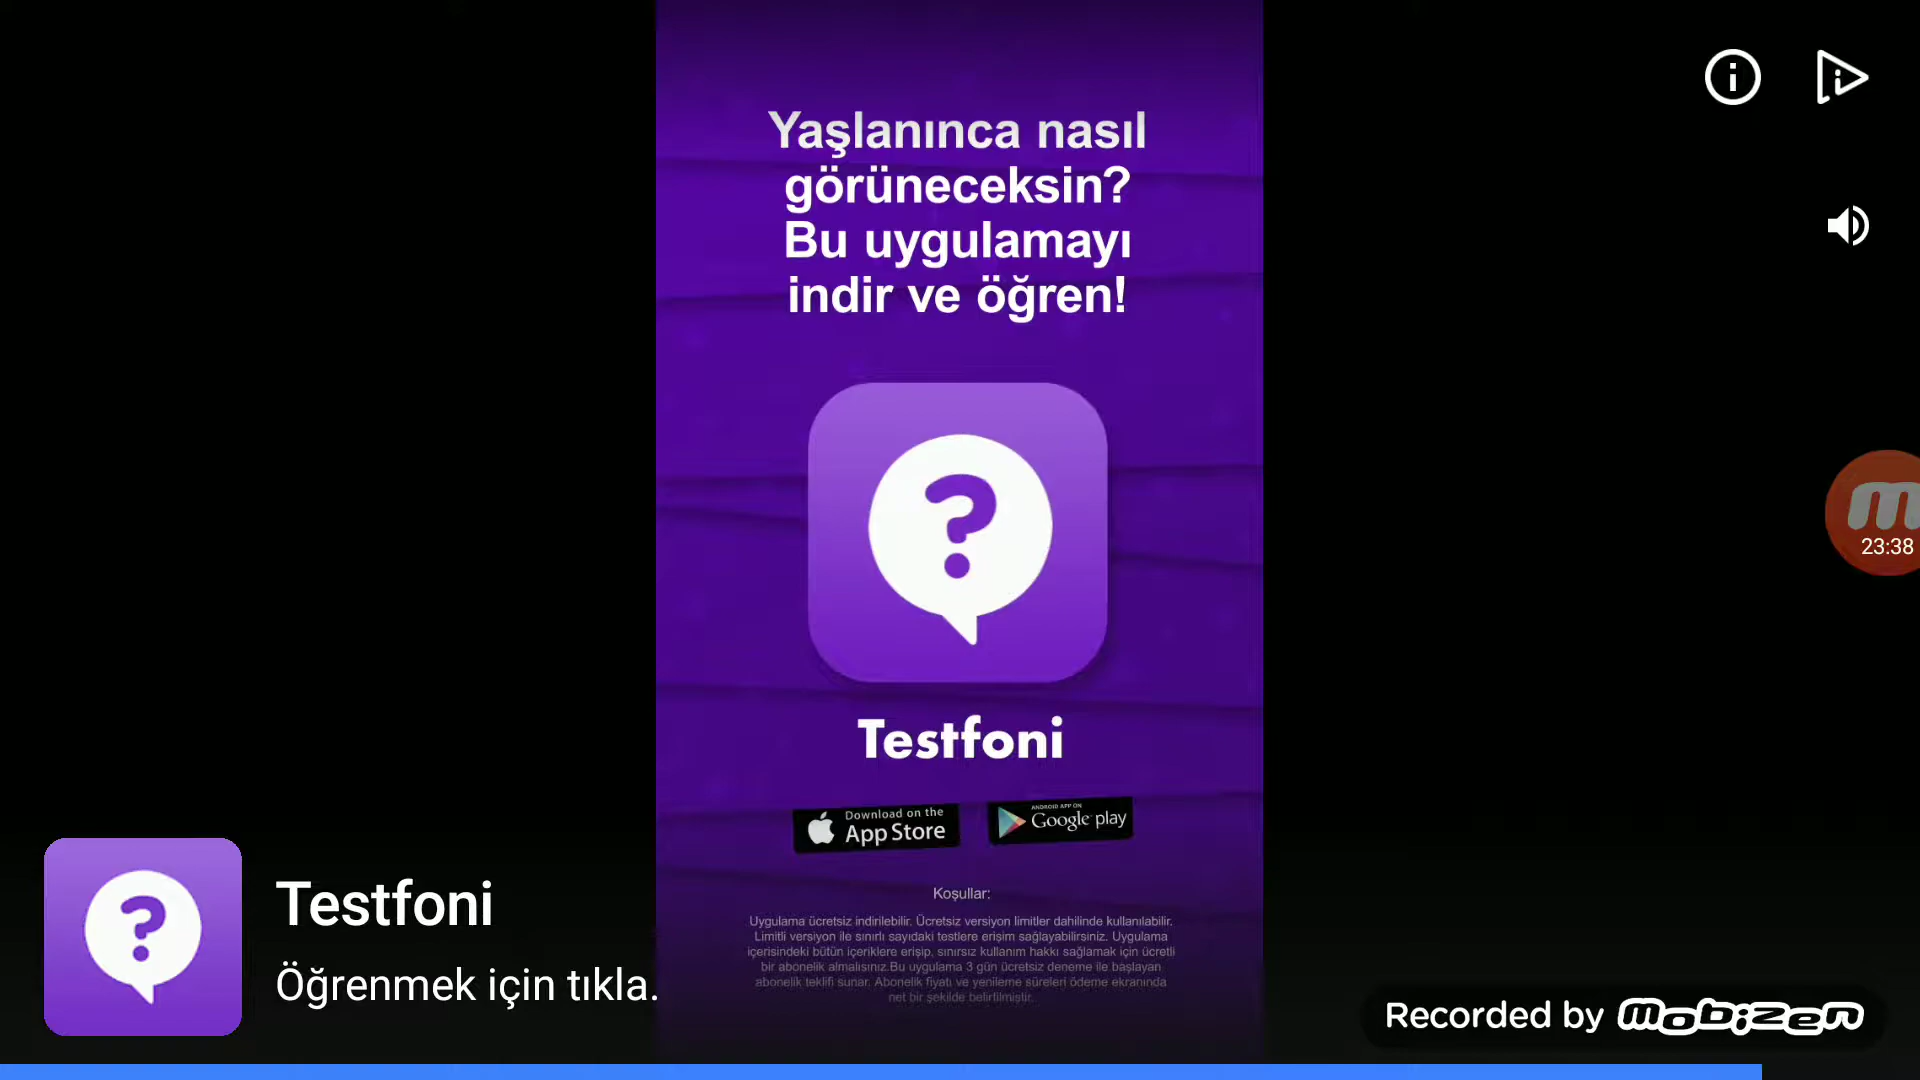 Yaşlanınca nasıl
görüneceksin?
Bu uygulamayı
indir ve öğren!
23:38
Testfoni
Download on the
App Store
ANDROID APP ON
Google play
Koşullar:
Uygulama ücretsiz indirilebilir. Ücretsiz versiyon limitler dahilinde kullanılabilir.
Limitli versiyon ile sınırlı sayıdaki testlere erişim sağlayabilirsiniz. Uygulama
içerisindeki bütün içeriklere erişip, sınırsız kullanım hakkı sağlamak için ücretli
bir abonelik almalısınız.Bu uygulama 3 gün ücretsiz deneme ile başlayan
abonelik teklifi sunar. Abonelik fiyatı ve yenileme süreleri ödeme ekranında
net bir şekilde belirtilmiştir.
Testfoni
Öğrenmek için tıkla.
Recorded by mobizen